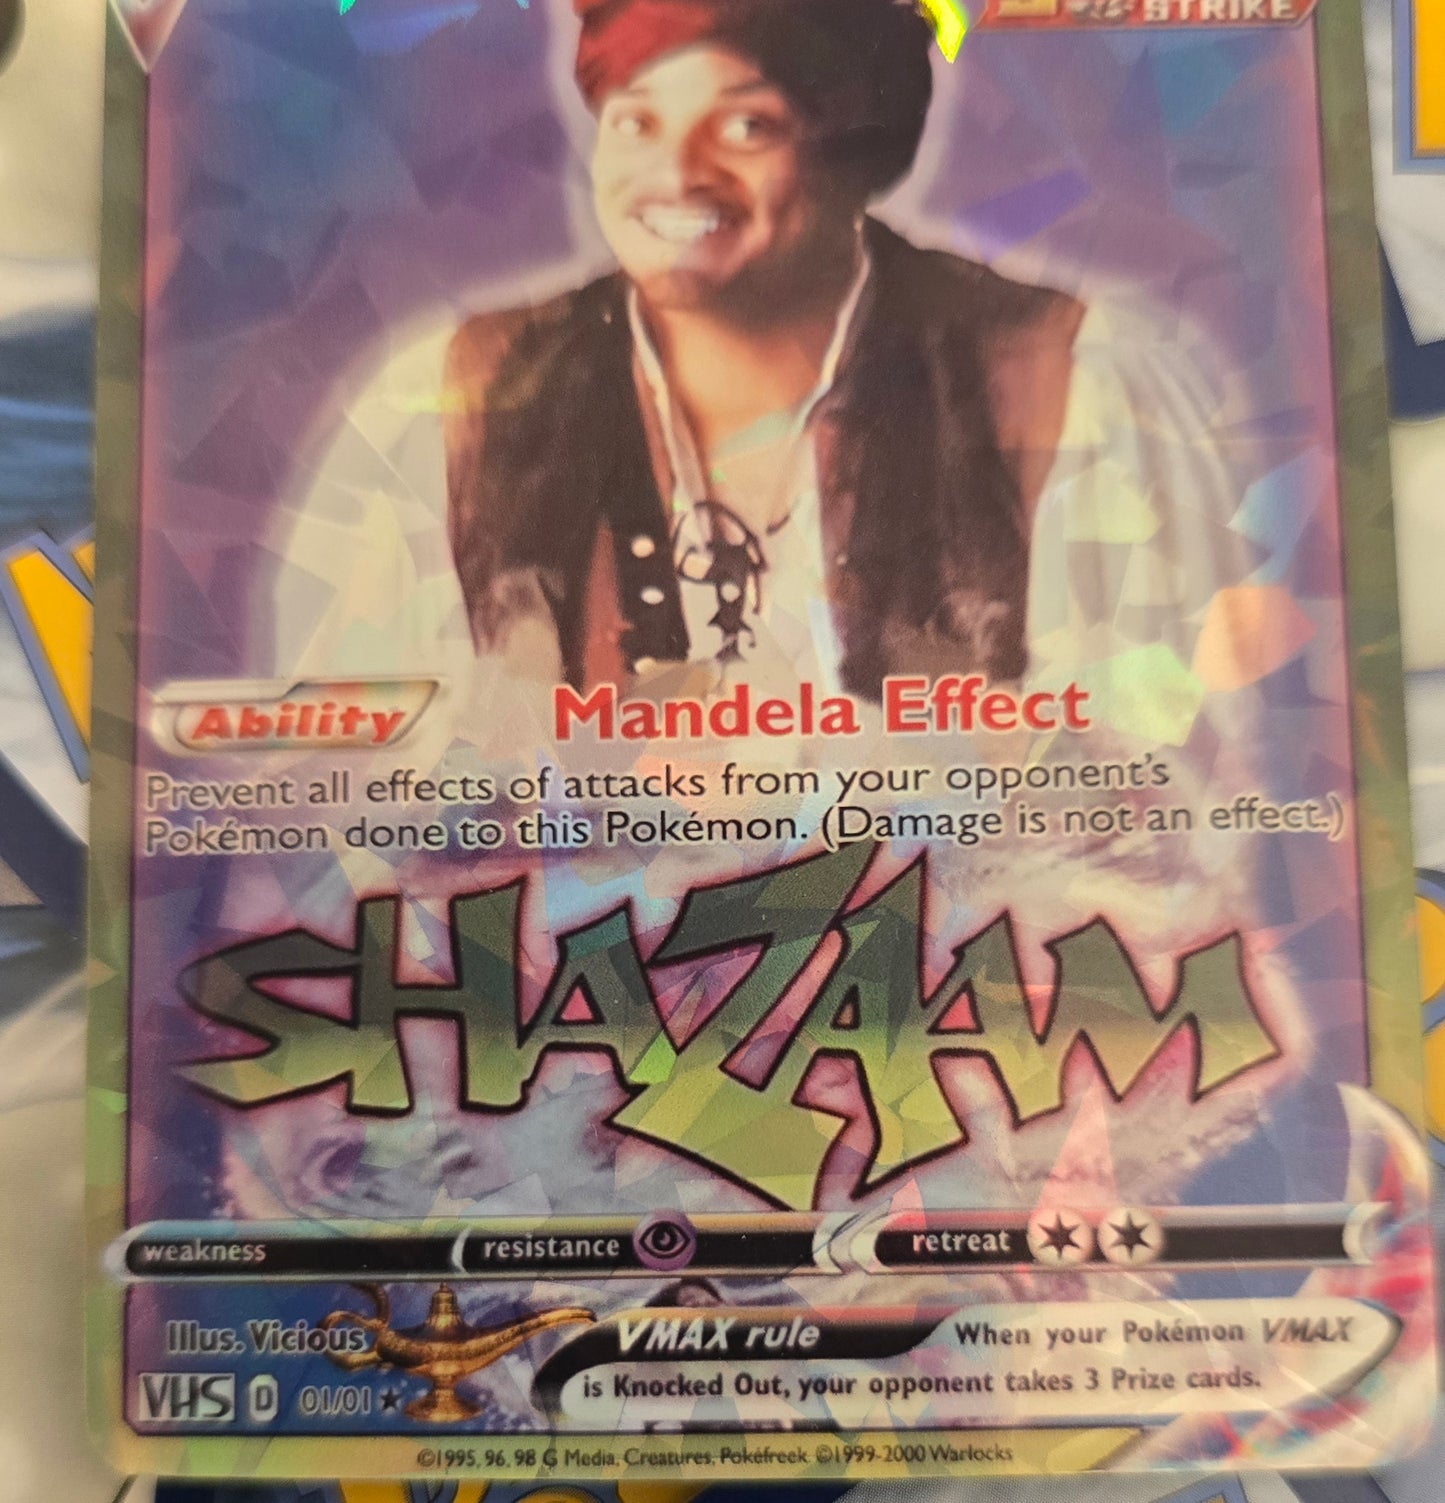 STRIKE
Ability Mandela Effect
Prevent all effects of attacks from your opponent's
Pokémon done to this Pokémon. (Damage is not an effect.)
SHAZAAM
weakness resistance retreat
Illus. Vicious VMAX rule When your Pokémon VMAX
is Knocked Out, your opponent takes 3 Prize cards.
VHS D 01/01 ★
©1995, 96, 98 G Media, Creatures, Pokéfreek ©1999-2000 Warlocks